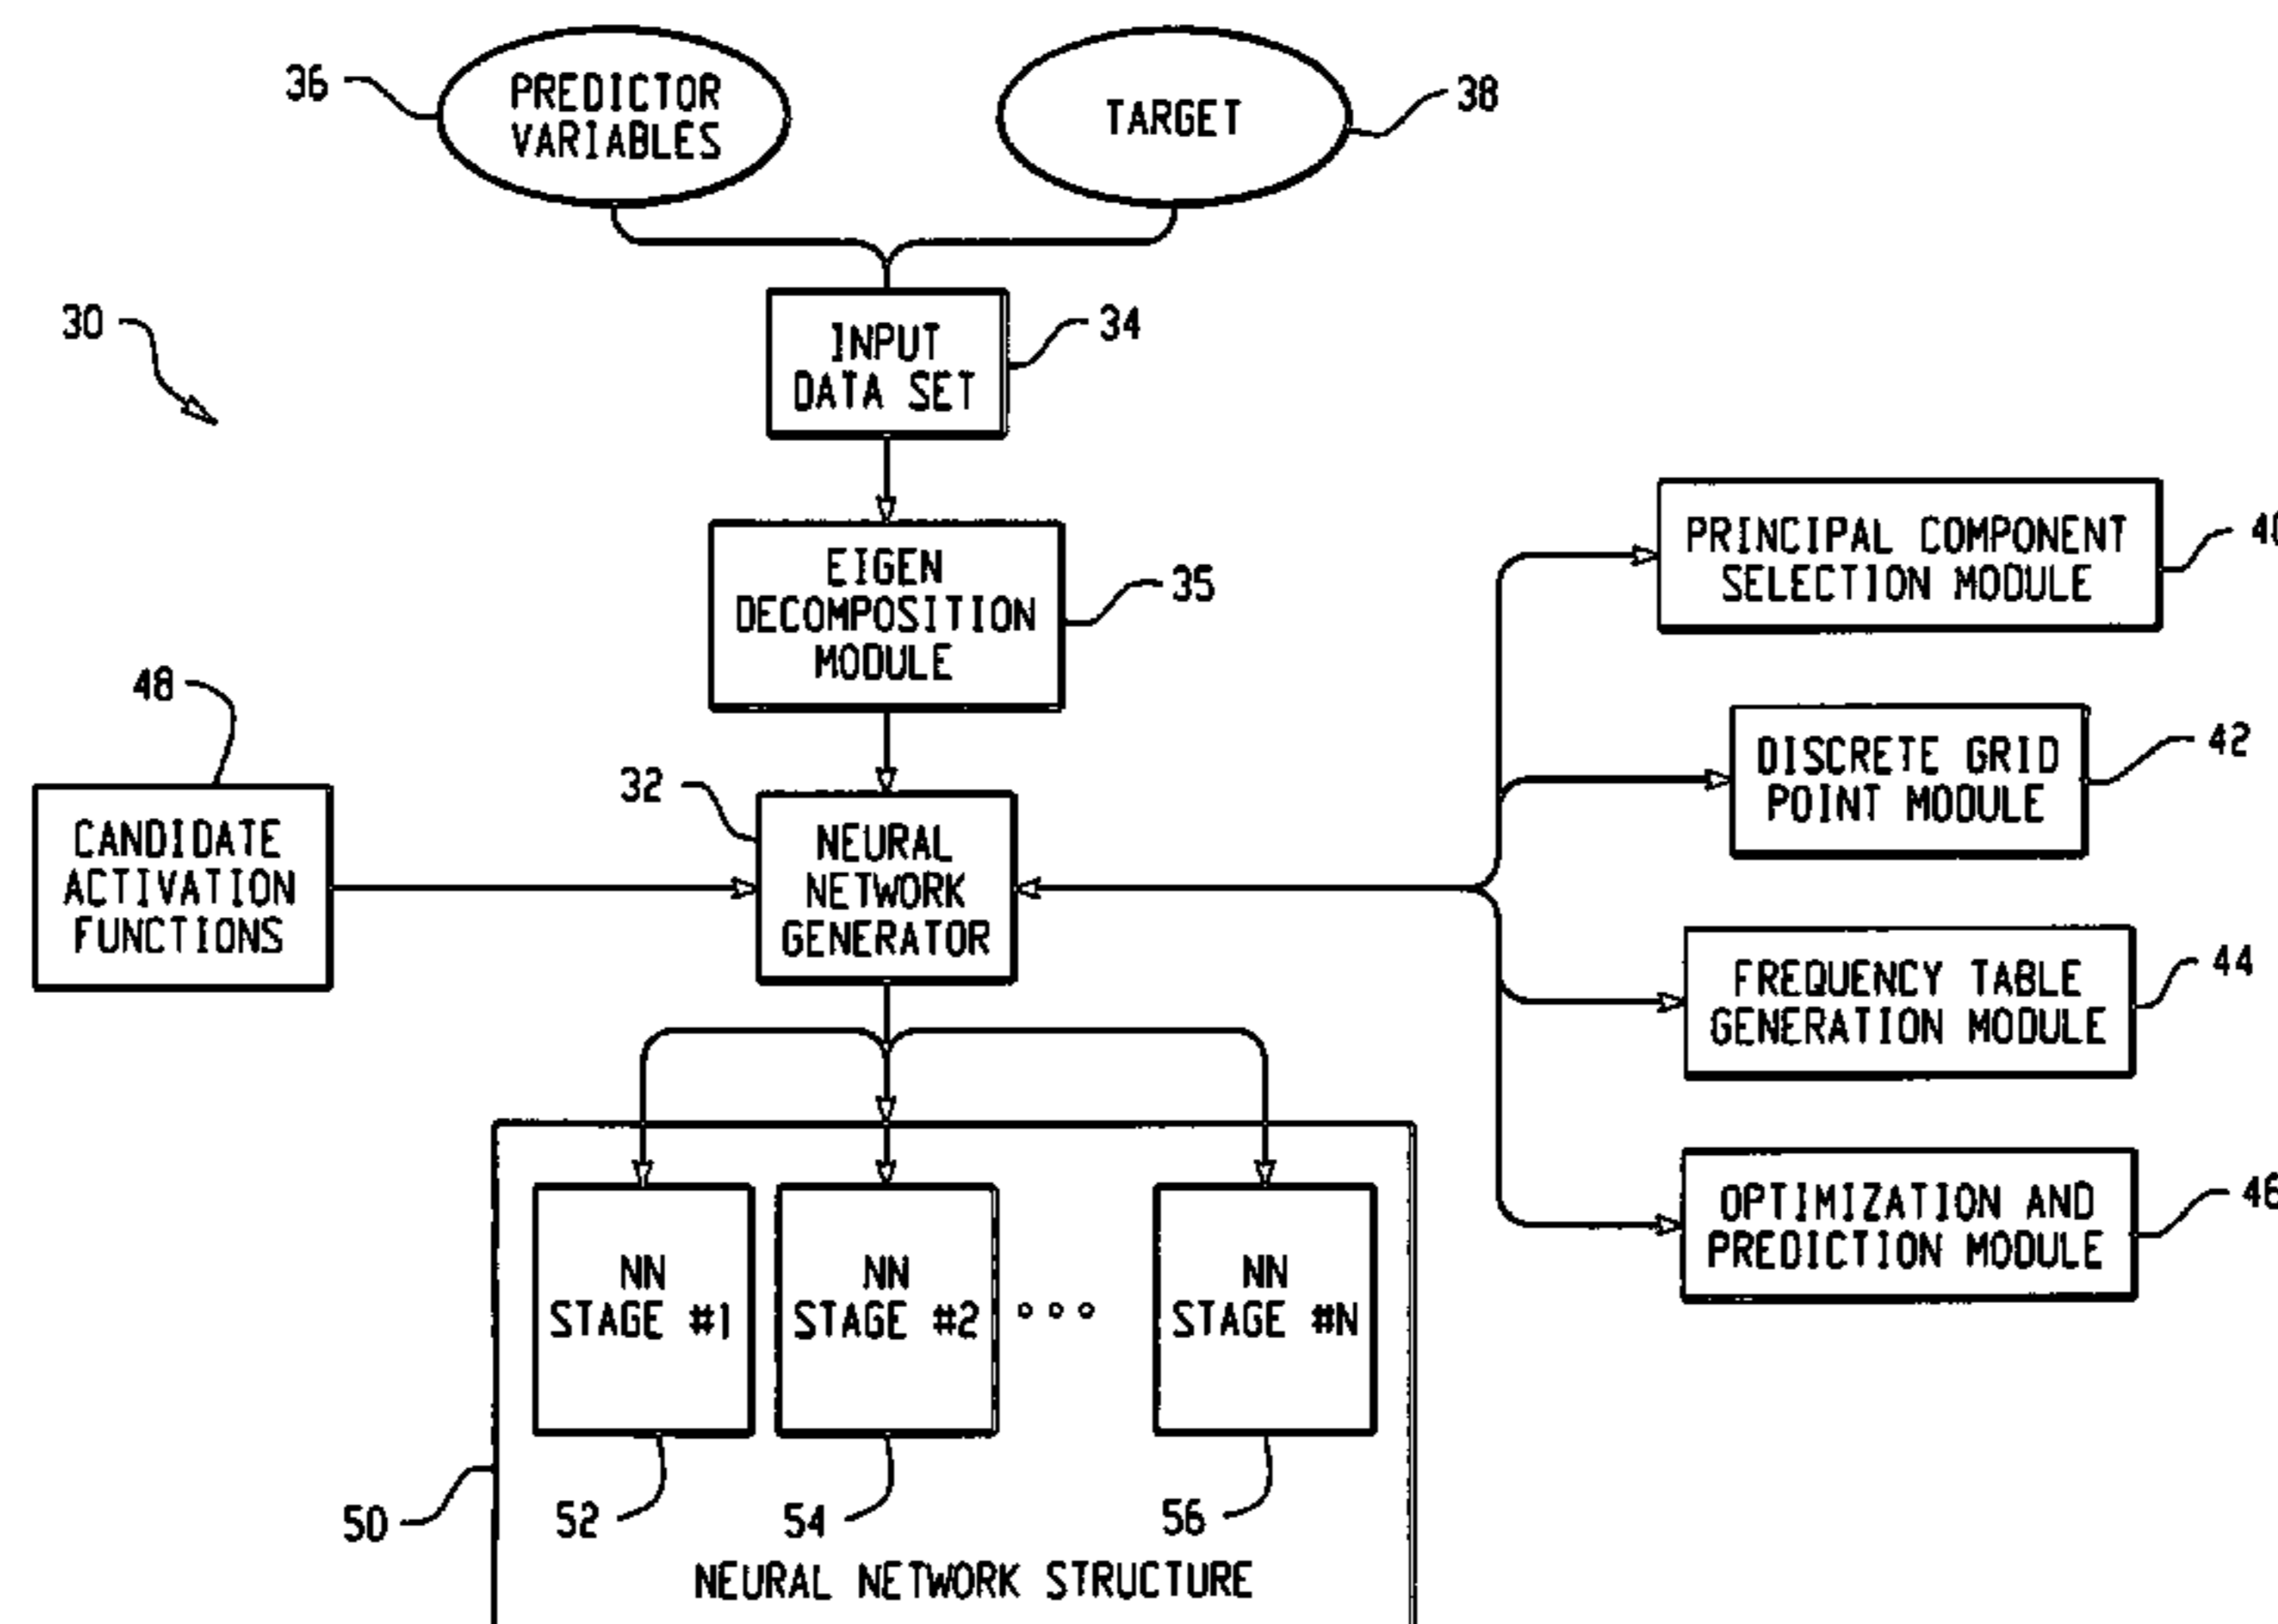 36
PREDICTOR
VARIABLES
TARGET
38
30
INPUT
DATA SET
34
EIGEN
DECOMPOSITION
MODULE
35
PRINCIPAL COMPONENT
SELECTION MODULE
40
48
CANDIDATE
ACTIVATION
FUNCTIONS
32
NEURAL
NETWORK
GENERATOR
DISCRETE GRID
POINT MODULE
42
FREQUENCY TABLE
GENERATION MODULE
44
OPTIMIZATION AND
PREDICTION MODULE
46
NN
STAGE #1
NN
STAGE #2
NN
STAGE #N
50
52
54
56
NEURAL NETWORK STRUCTURE